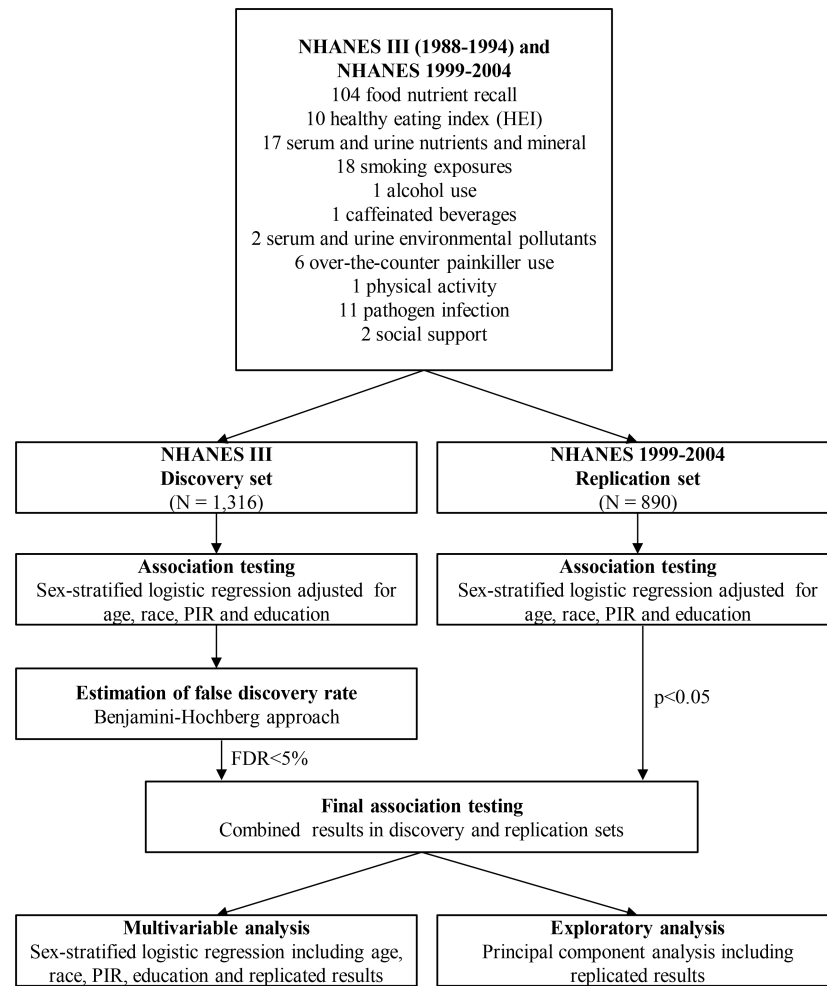 NHANES III (1988-1994) and
NHANES 1999-2004
104 food nutrient recall
10 healthy eating index (HEI)
17 serum and urine nutrients and mineral
18 smoking exposures
1 alcohol use
1 caffeinated beverages
2 serum and urine environmental pollutants
6 over-the-counter painkiller use
1 physical activity
11 pathogen infection
2 social support
NHANES III
Discovery set
(N = 1,316)
NHANES 1999-2004
Replication set
(N = 890)
Association testing
Sex-stratified logistic regression adjusted for
age, race, PIR and education
Association testing
Sex-stratified logistic regression adjusted for
age, race, PIR and education
Estimation of false discovery rate
Benjamini-Hochberg approach
p<0.05
FDR<5%
Final association testing
Combined results in discovery and replication sets
Multivariable analysis
Sex-stratified logistic regression including age,
race, PIR, education and replicated results
Exploratory analysis
Principal component analysis including
replicated results